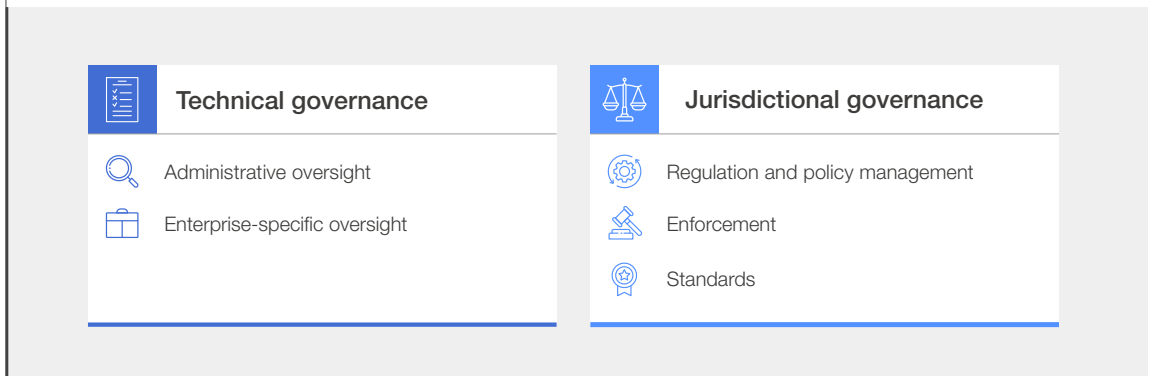 Technical governance
Administrative oversight
Enterprise-specific oversight
Jurisdictional governance
Regulation and policy management
Enforcement
Standards